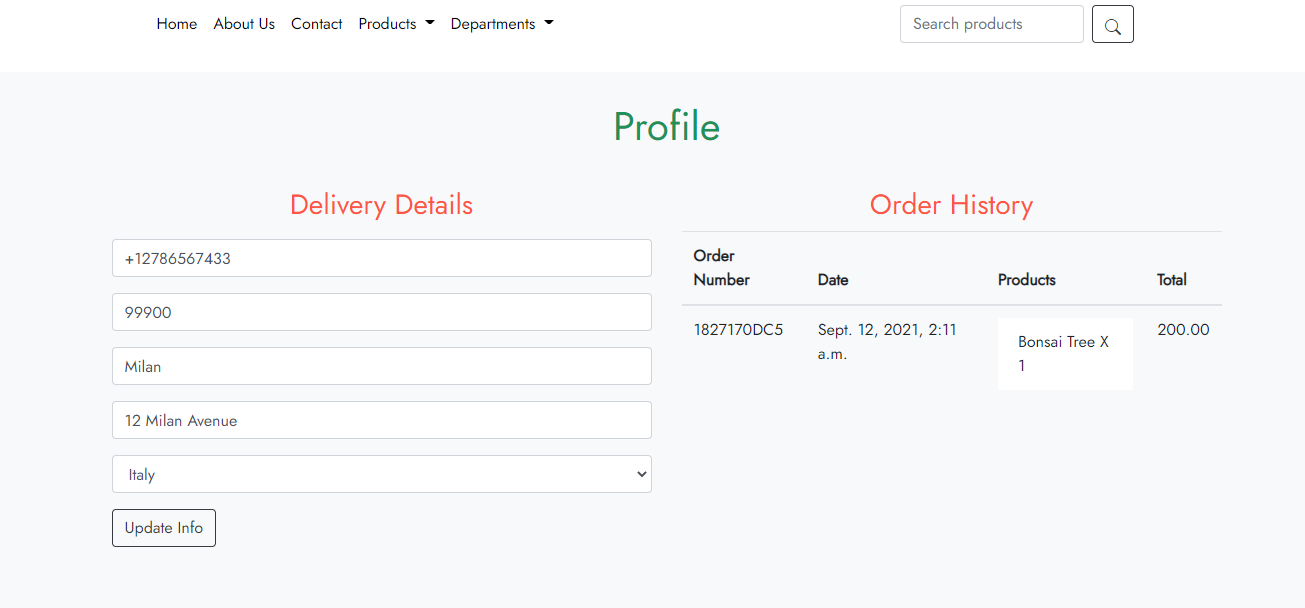 Home About Us Contact Products Departments Search products
Profile
Delivery Details
+12786567433
99900
Milan
12 Milan Avenue
Italy
Update Info
Order History
Order
Number Date Products Total
1827170DC5 Sept. 12, 2021, 2:11 200.00
a.m.
Bonsai Tree X
1